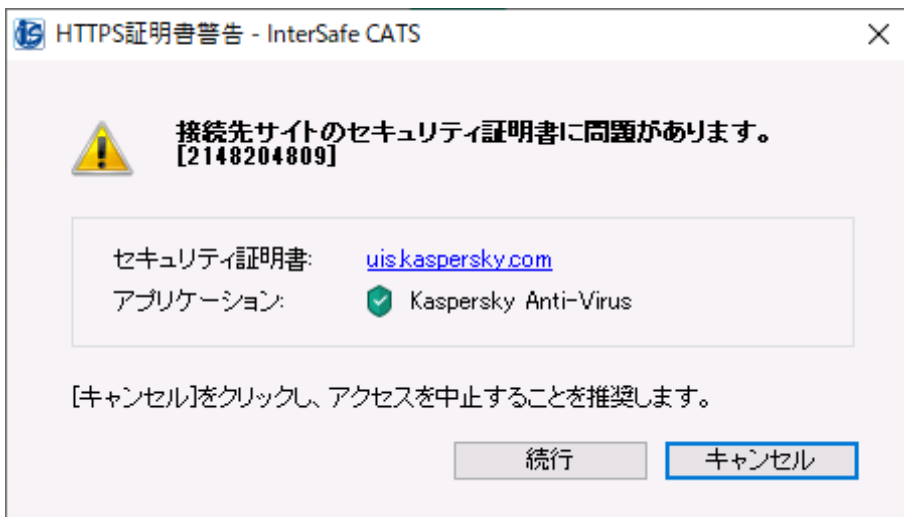 HTTPS証明書警告 - InterSafe CATS
接続先サイトのセキュリティ証明書に問題があります。
[2148204809]
セキュリティ証明書: uis.kaspersky.com
アプリケーション: Kaspersky Anti-Virus
[キャンセル]をクリックし、アクセスを中止することを推奨します。
続行 キャンセル